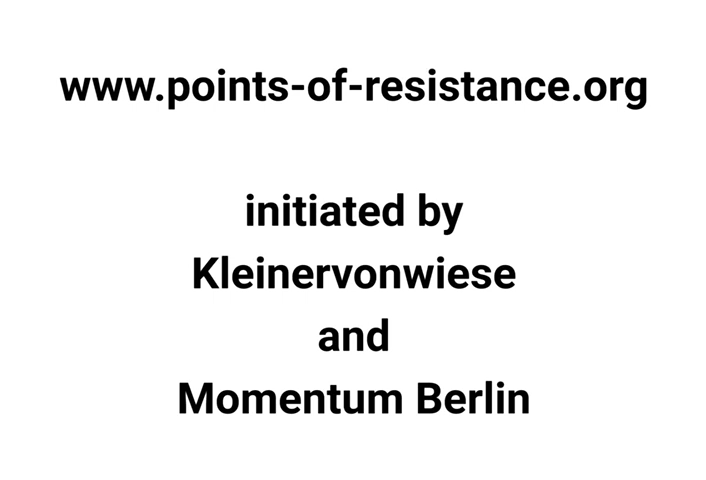 www.points-of-resistance.org
initiated by
Kleinervonwiese
and
Momentum Berlin